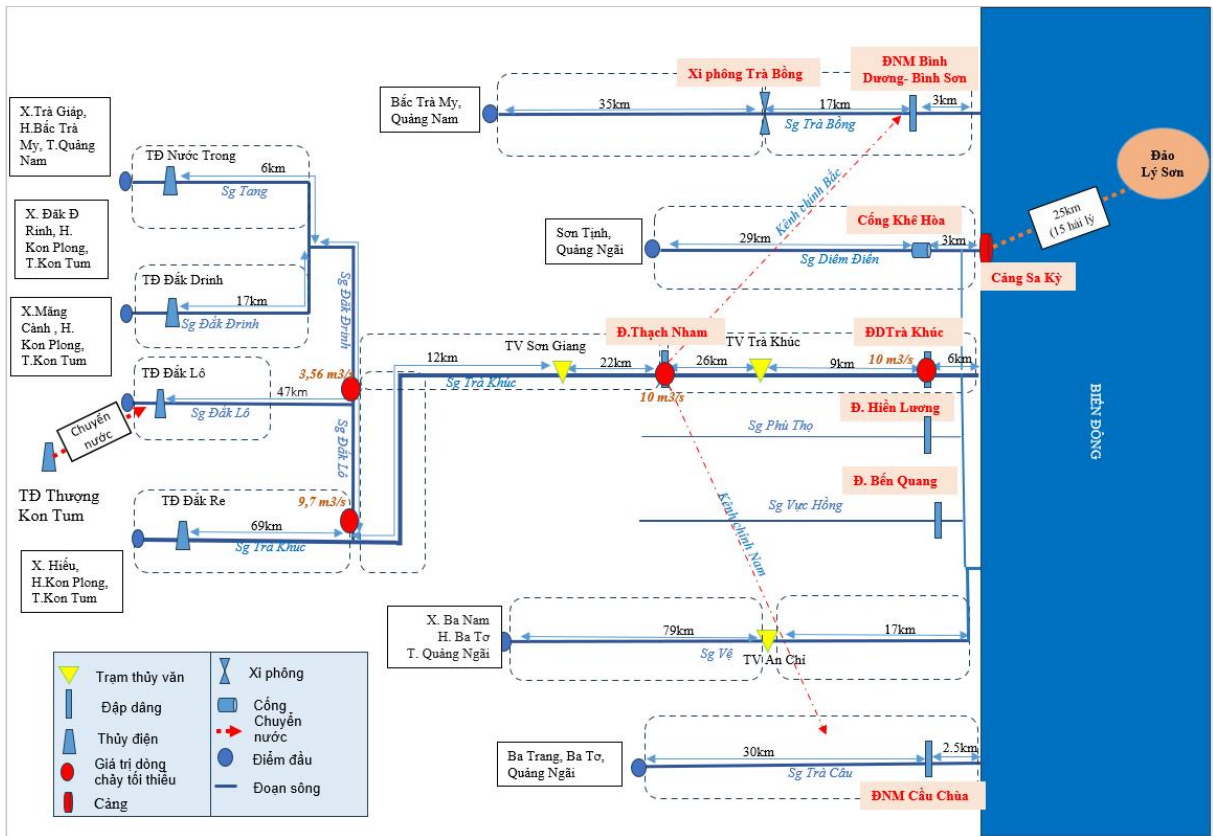 Xi phông Trà Bồng
ĐNM Bình
Dương- Bình Sơn
Bắc Trà My,
Quảng Nam
35km
17km
3km
Sg Trà Bồng
X.Trà Giáp,
H.Bắc Trà
My, T.Quảng
Nam
TĐ Nước Trong
6km
Sg Tang
Đảo
Lý Sơn
25km
(15 hải lý
X. Đăk Đ
Rinh, H.
Kon Plong,
T.Kon Tum
Kênh chính Bắc
Sơn Tịnh,
Quảng Ngãi
29km
Cống Khê Hòa
3km
Sg Diêm Điền
Cảng Sa Kỳ
TĐ Đắk Drinh
17km
Sg Đắk Đrinh
Sg Đắk Đrinh
X.Măng
Cành , H.
Kon Plong,
T.Kon Tum
Đ.Thạch Nham
ĐDTrà Khúc
TV Sơn Giang
TV Trà Khúc
12km
22km
26km
9km
10 m3/s
6km
Sg Trà Khúc
10 m3/s
TĐ Đắk Lô
3,56 m3/s
47km
Sg Đắk Lô
Sg Đắk Lô
Chuyển
nước
TĐ Thượng
Kon Tum
Đ. Hiền Lương
Sg Phú Thọ
BIỂN ĐÔNG
Đ. Bến Quang
Sg Vực Hồng
TĐ Đắk Re
9,7 m3/s
69km
Sg Trà Khúc
X. Hiếu,
H.Kon Plong,
T.Kon Tum
Kênh chính Nam
X. Ba Nam
H. Ba Tơ
T. Quảng Ngãi
79km
17km
Sg Vệ
TV An Chỉ
Ba Trang, Ba Tơ,
Quảng Ngãi
30km
2.5km
Sg Trà Câu
ĐNM Cầu Chùa
Trạm thủy văn
Đập dâng
Thủy điện
Giá trị dòng
chảy tối thiểu
Cảng
Xi phông
Cống
Chuyển
nước
Điểm đầu
Đoạn sông